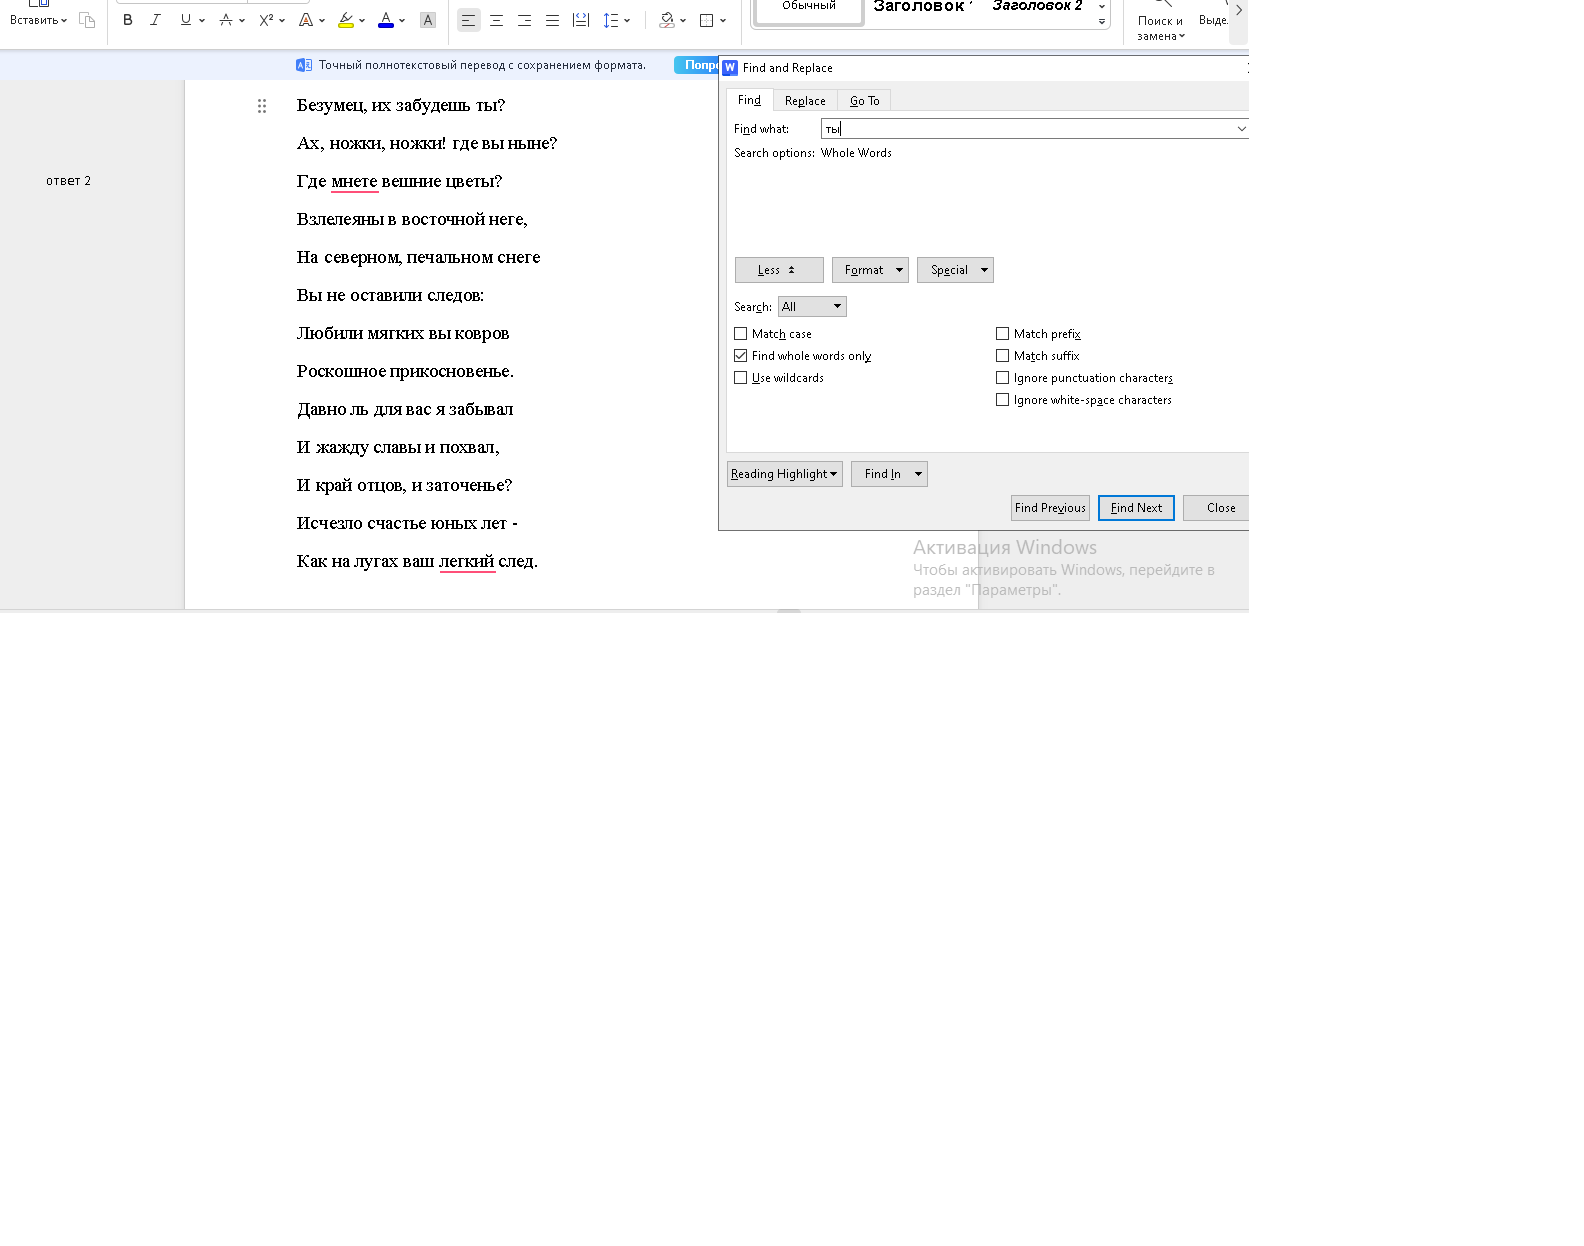 Вставить
B I U A X² A A A
Обычный
Заголовок
Заголовок 2
Поиск и
замена
Точный полнотекстовый перевод с сохранением формата.
Find and Replace
Find Replace Go To
Find what: ты
Search options: Whole Words
Less Format Special
Search: All
Match case Match prefix
Find whole words only Match suffix
Use wildcards Ignore punctuation characters
Ignore white-space characters
Reading Highlight Find In
Find Previous Find Next Close
ответ 2
Безумец, их забудешь ты?
Ах, ножки, ножки! где вы ныне?
Где мнете вешние цветы?
Взлелеяны в восточной неге,
На северном, печальном снеге
Вы не оставили следов:
Любили мягких вы ковров
Роскошное прикосновенье.
Давно ль для вас я забывал
И жажду славы и похвал,
И край отцов, и заточенье?
Исчезло счастье юных лет -
Как на лугах ваш легкий след.
Активация Windows
Чтобы активировать Windows, перейдите в
раздел "Параметры".